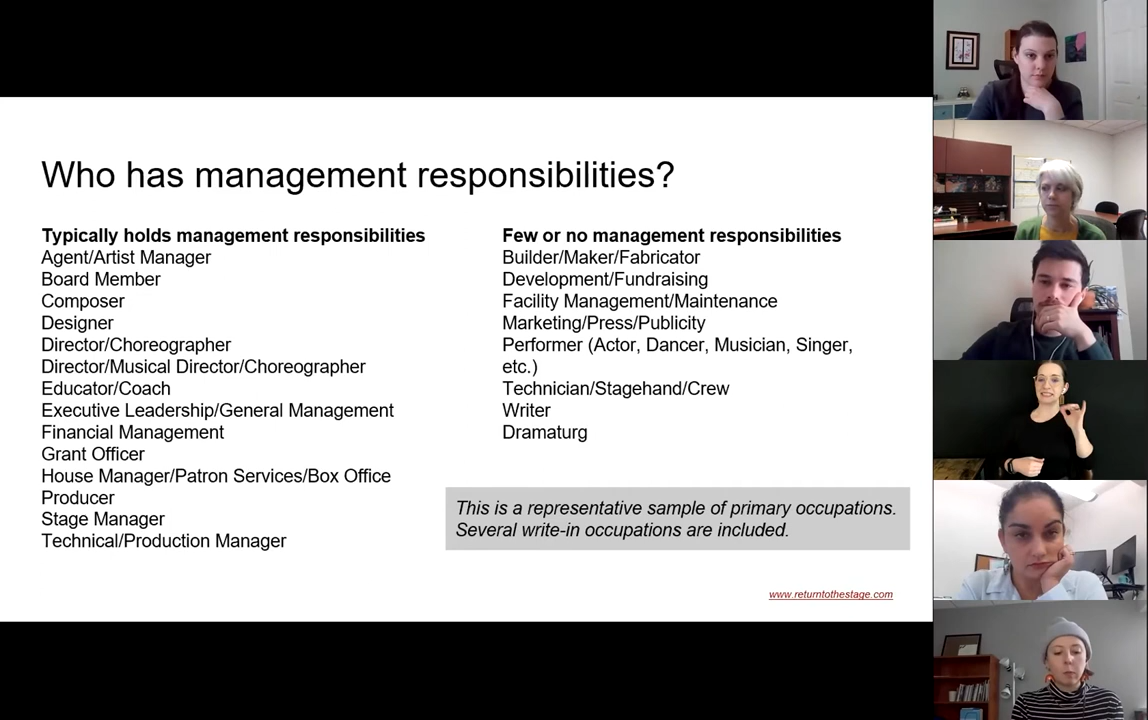 Who has management responsibilities?
Typically holds management responsibilities
Agent/Artist Manager
Board Member
Composer
Designer
Director/Choreographer
Director/Musical Director/Choreographer
Educator/Coach
Executive Leadership/General Management
Financial Management
Grant Officer
House Manager/Patron Services/Box Office
Producer
Stage Manager
Technical/Production Manager
Few or no management responsibilities
Builder/Maker/Fabricator
Development/Fundraising
Facility Management/Maintenance
Marketing/Press/Publicity
Performer (Actor, Dancer, Musician, Singer,
etc.)
Technician/Stagehand/Crew
Writer
Dramaturg
This is a representative sample of primary occupations.
Several write-in occupations are included.
www.returntothestage.com